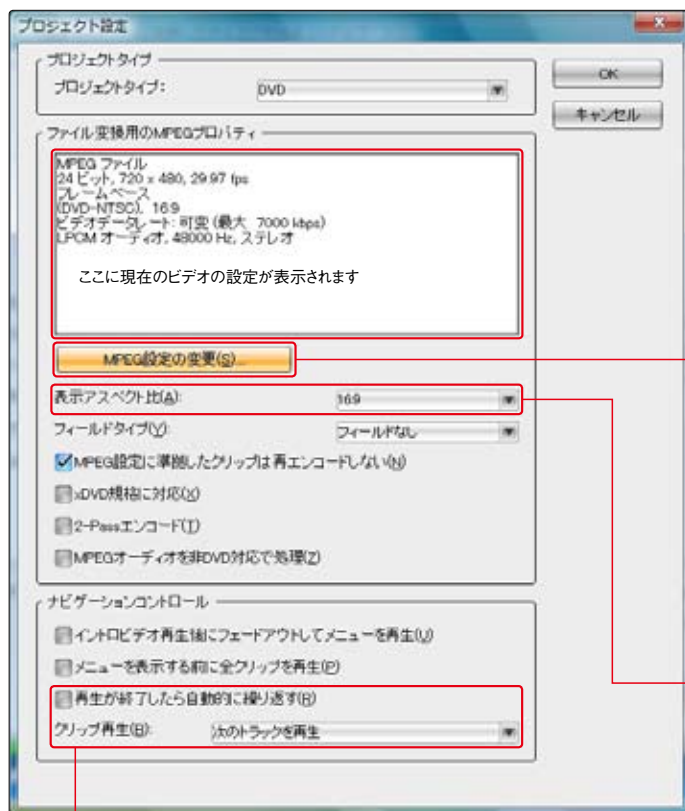 プロジェクト設定
プロジェクトタイプ
プロジェクトタイプ: DVD
OK
キャンセル
ファイル変換用のMPEGプロパティ
MPEG ファイル
24 ビット, 720 x 480, 29.97 fps
フレームベース
(DVD-NTSC), 16:9
ビデオデータレート: 可変 (最大 7000 kbps)
LPCM オーディオ, 48000 Hz, ステレオ
ここに現在のビデオの設定が表示されます
MPEG設定の変更(S)...
表示アスペクト比(A): 16:9
フィールドタイプ(Y): フィールドなし
MPEG設定に準拠したクリップは再エンコードしない(N)
xDVD規格に対応(X)
2-Passエンコード(T)
MPEGオーディオを非DVD対応で処理(Z)
ナビゲーションコントロール
イントロビデオ再生後にフェードアウトしてメニューを再生(U)
メニューを表示する前に全クリップを再生(P)
再生が終了したら自動的に繰り返す(R)
クリップ再生(B): 次のトラックを再生